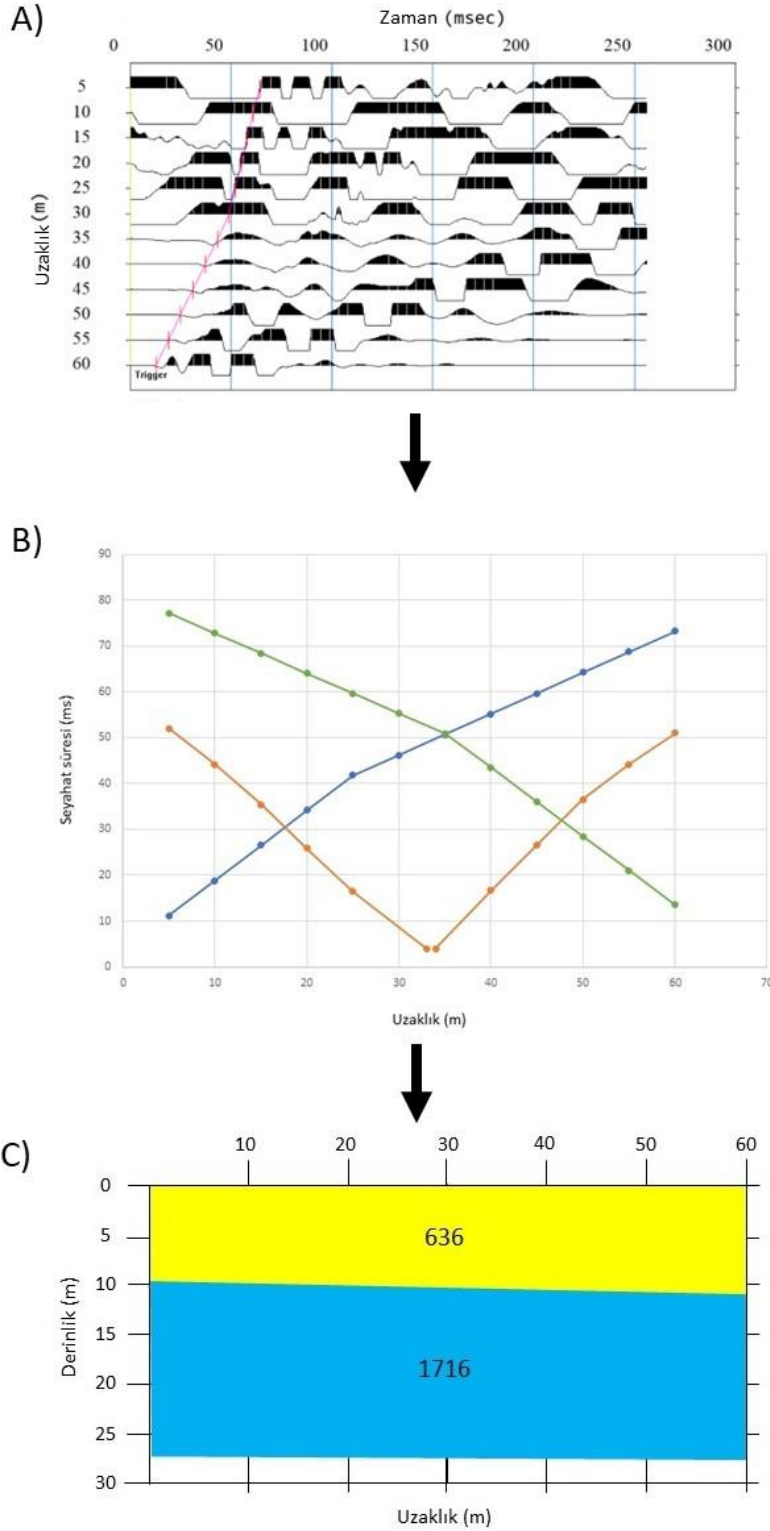 A)
Zaman (msec)
0 50 100 150 200 250 300
Uzaklık (m)
5
10
15
20
25
30
35
40
45
50
55
60
Trigger
B)
90
80
70
60
50
40
30
20
10
0
Seyahat süresi (ms)
0 10 20 30 40 50 60 70
Uzaklık (m)
C)
10 20 30 40 50 60
0
5
10
15
20
25
30
Derinlik (m)
636
1716
Uzaklık (m)